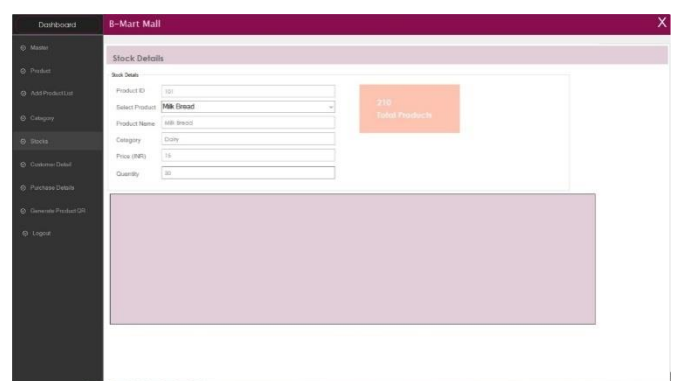 Dashboard
B-Mart Mall
X
Master
Product
Add Product List
Category
Stocks
Customer Detail
Purchase Details
Generate Product QR
Logout
Stock Details
Stock Details
Product ID 101
Select Product Milk Bread
Product Name Milk Bread
Category Dairy
Price (INR)
Quantity
210
Total Products